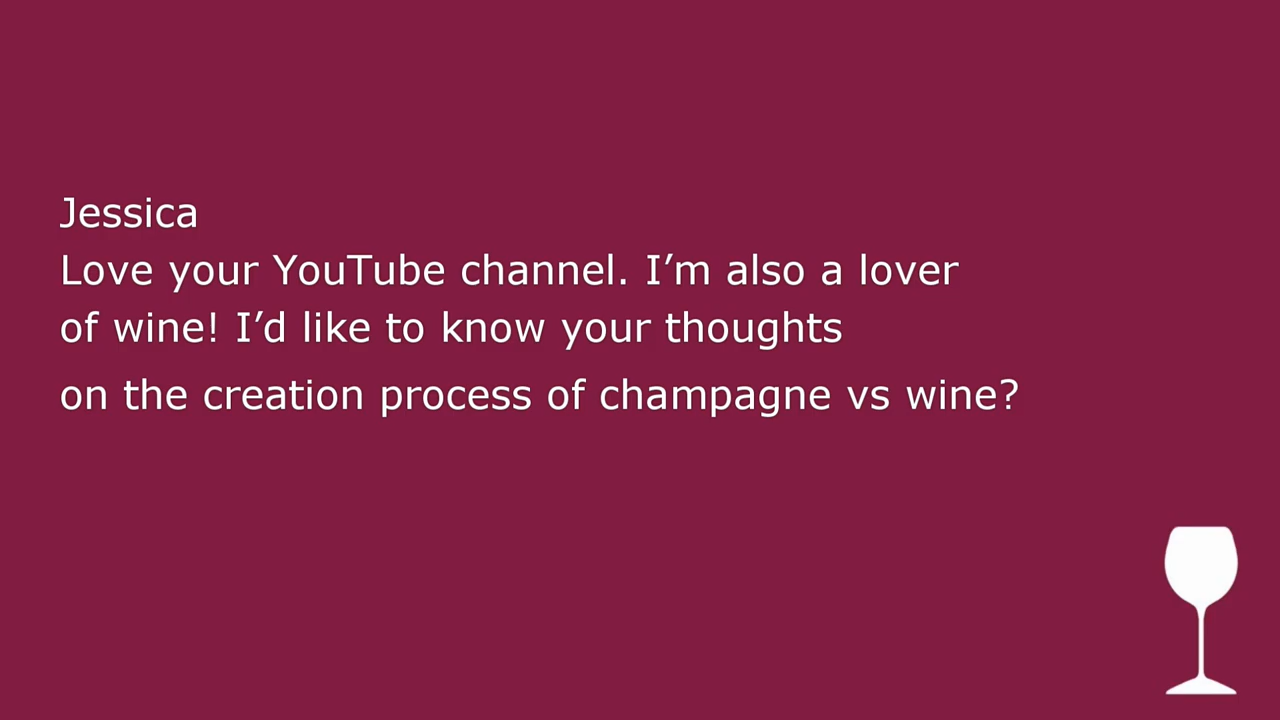 Jessica
Love your YouTube channel. I’m also a lover
of wine! I’d like to know your thoughts
on the creation process of champagne vs wine?